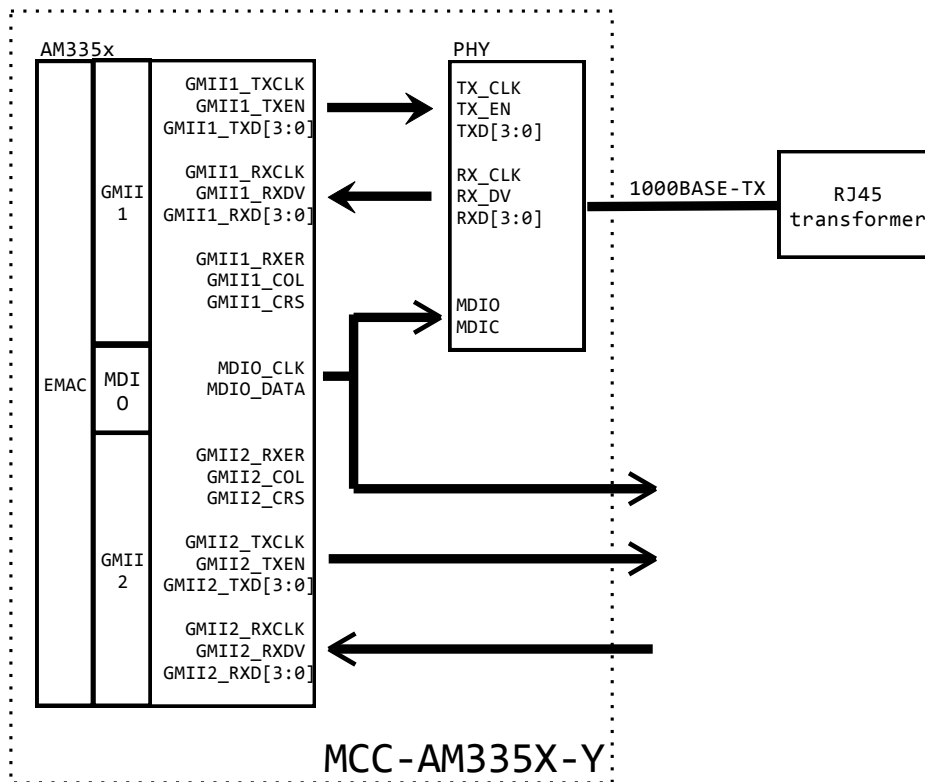 AM335x
PHY
GMII1_TXCLK
GMII1_TXEN
GMII1_TXD[3:0]
TX_CLK
TX_EN
TXD[3:0]
GMII
1
GMII1_RXCLK
GMII1_RXDV
GMII1_RXD[3:0]
RX_CLK
RX_DV
RXD[3:0]
1000BASE-TX
RJ45
transformer
GMII1_RXER
GMII1_COL
GMII1_CRS
MDIO
MDIC
EMAC
MDI
O
MDIO_CLK
MDIO_DATA
GMII2_RXER
GMII2_COL
GMII2_CRS
GMII
2
GMII2_TXCLK
GMII2_TXEN
GMII2_TXD[3:0]
GMII2_RXCLK
GMII2_RXDV
GMII2_RXD[3:0]
MCC-AM335X-Y